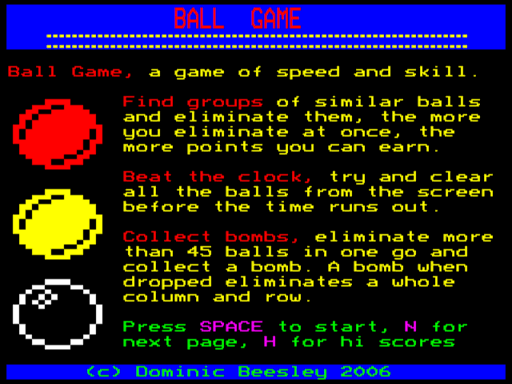 BALL GAME
Ball Game, a game of speed and skill.
Find groups of similar balls
and eliminate them, the more
you eliminate at once, the
more points you can earn.
Beat the clock, try and clear
all the balls from the screen
before the time runs out.
Collect bombs, eliminate more
than 45 balls in one go and
collect a bomb. A bomb when
dropped eliminates a whole
column and row.
Press SPACE to start, N for
next page, H for hi scores
(c) Dominic Beesley 2006